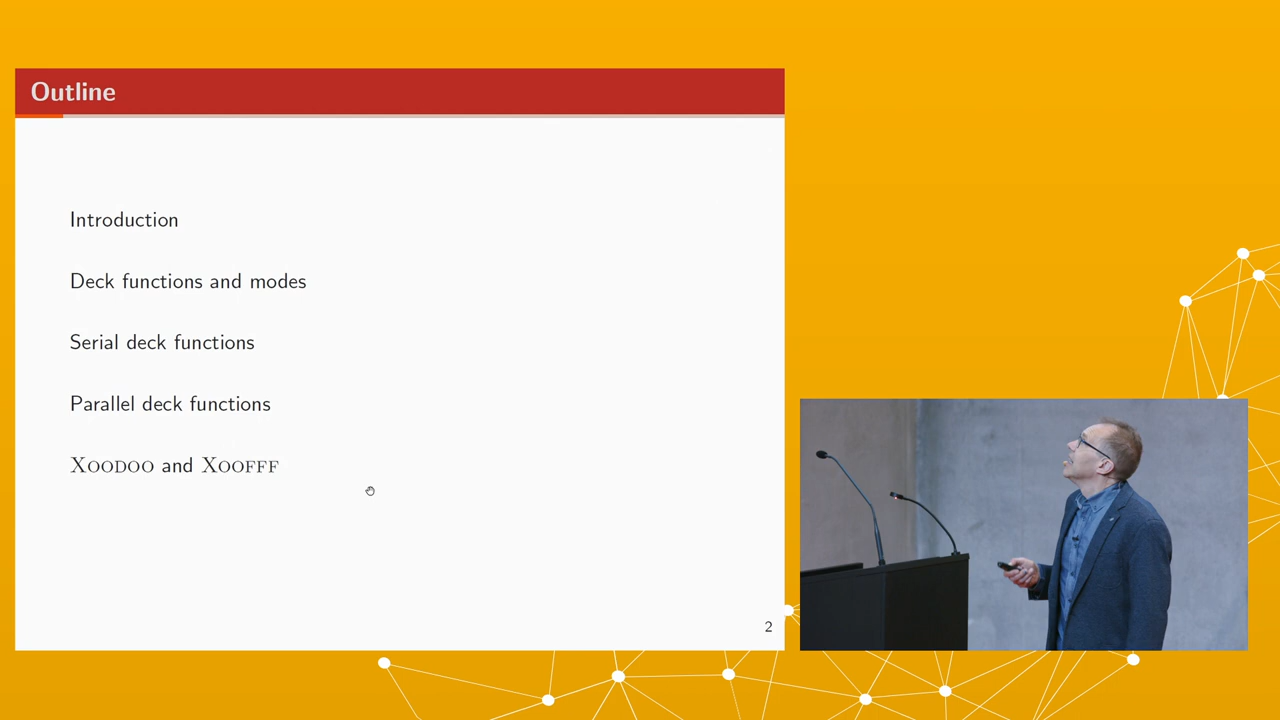 Outline
Introduction
Deck functions and modes
Serial deck functions
Parallel deck functions
XOODOO and XOOFFF
2